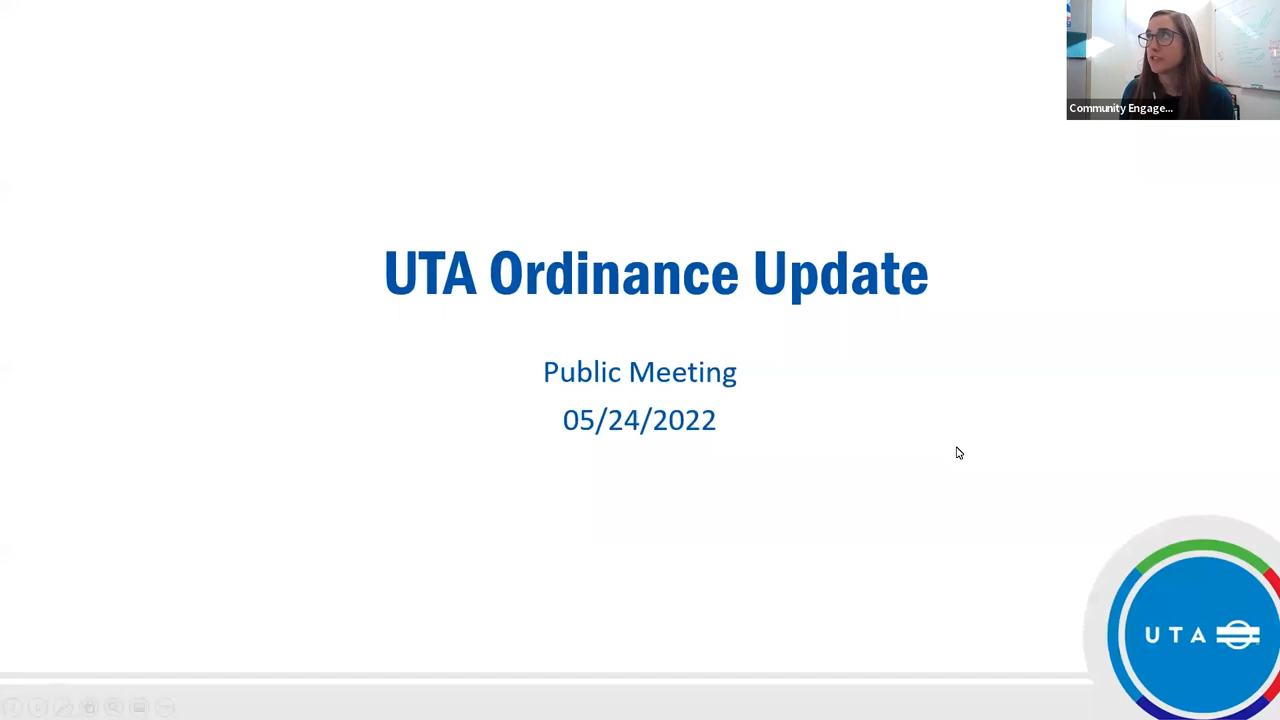 Community Engage...
UTA Ordinance Update
Public Meeting
05/24/2022
UTA